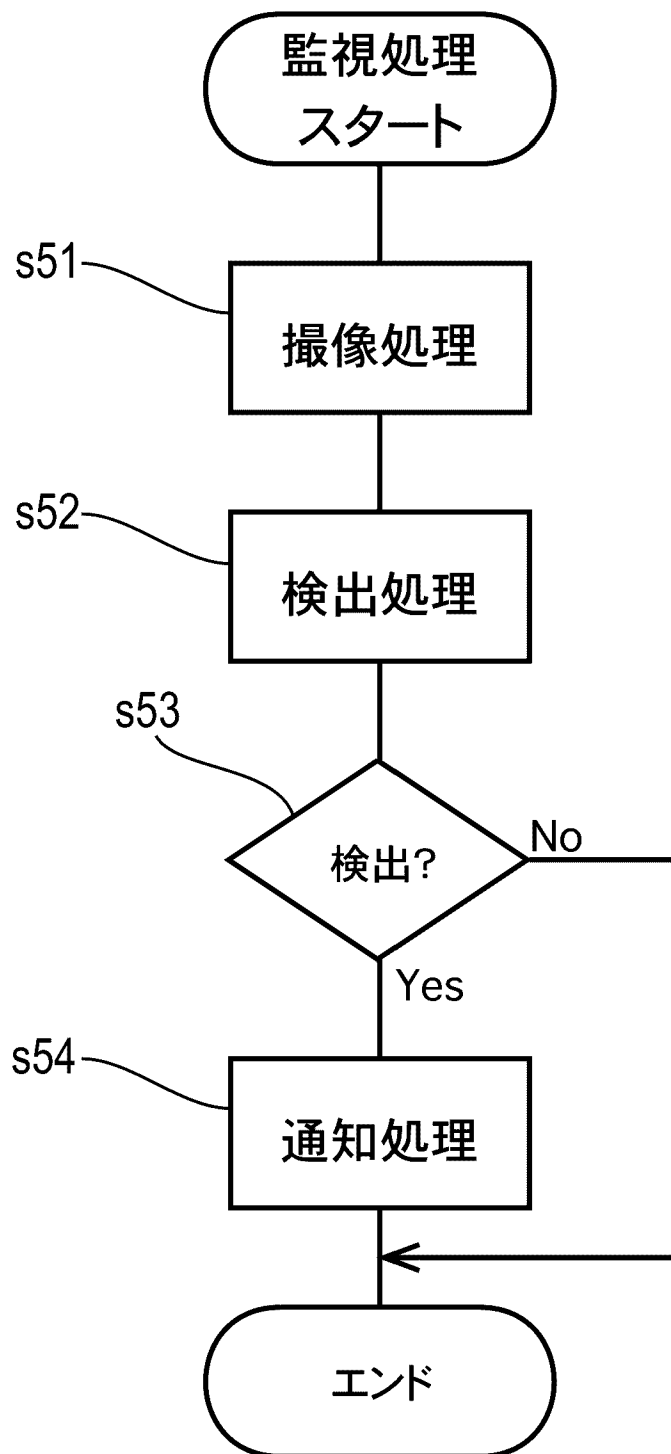 監視処理
スタート
s51
撮像処理
s52
検出処理
s53
検出？
No
Yes
s54
通知処理
エンド